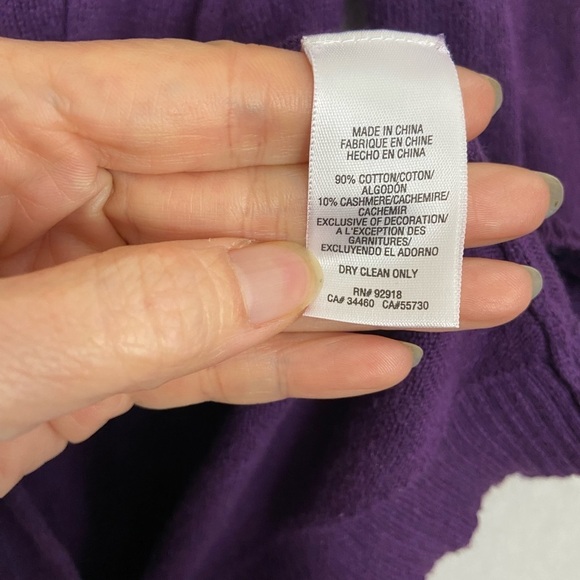 MADE IN CHINA
FABRIQUE EN CHINE
HECHO EN CHINA
90% COTTON/COTON/
ALGODÓN
10% CASHMERE/CACHEMIRE/
CACHEMIR
EXCLUSIVE OF DECORATION/
A L'EXCEPTION DES
GARNITURES/
EXCLUYENDO EL ADORNO
DRY CLEAN ONLY
RN# 92918
CA# 34460 CA#55730